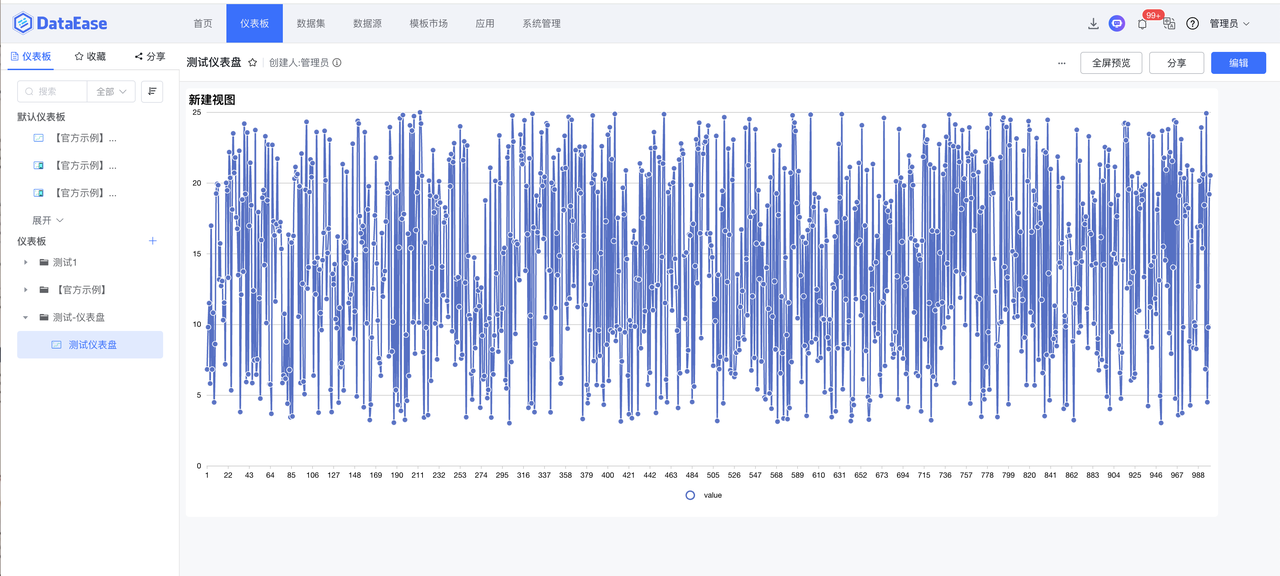 DataEase 首页 仪表板 数据集 数据源 模板市场 应用 系统管理 99+ 管理员
仪表板 收藏 分享
测试仪表盘 创建人:管理员 ... 全屏预览 分享 编辑
搜索 全部
默认仪表板
【官方示例】...
【官方示例】...
【官方示例】...
展开
仪表板 +
测试1
【官方示例】
测试-仪表盘
测试仪表盘
新建视图
25
20
15
10
5
0
1 22 43 64 85 106 127 148 169 190 211 232 253 274 295 316 337 358 379 400 421 442 463 484 505 526 547 568 589 610 631 652 673 694 715 736 757 778 799 820 841 862 883 904 925 946 967 988
value